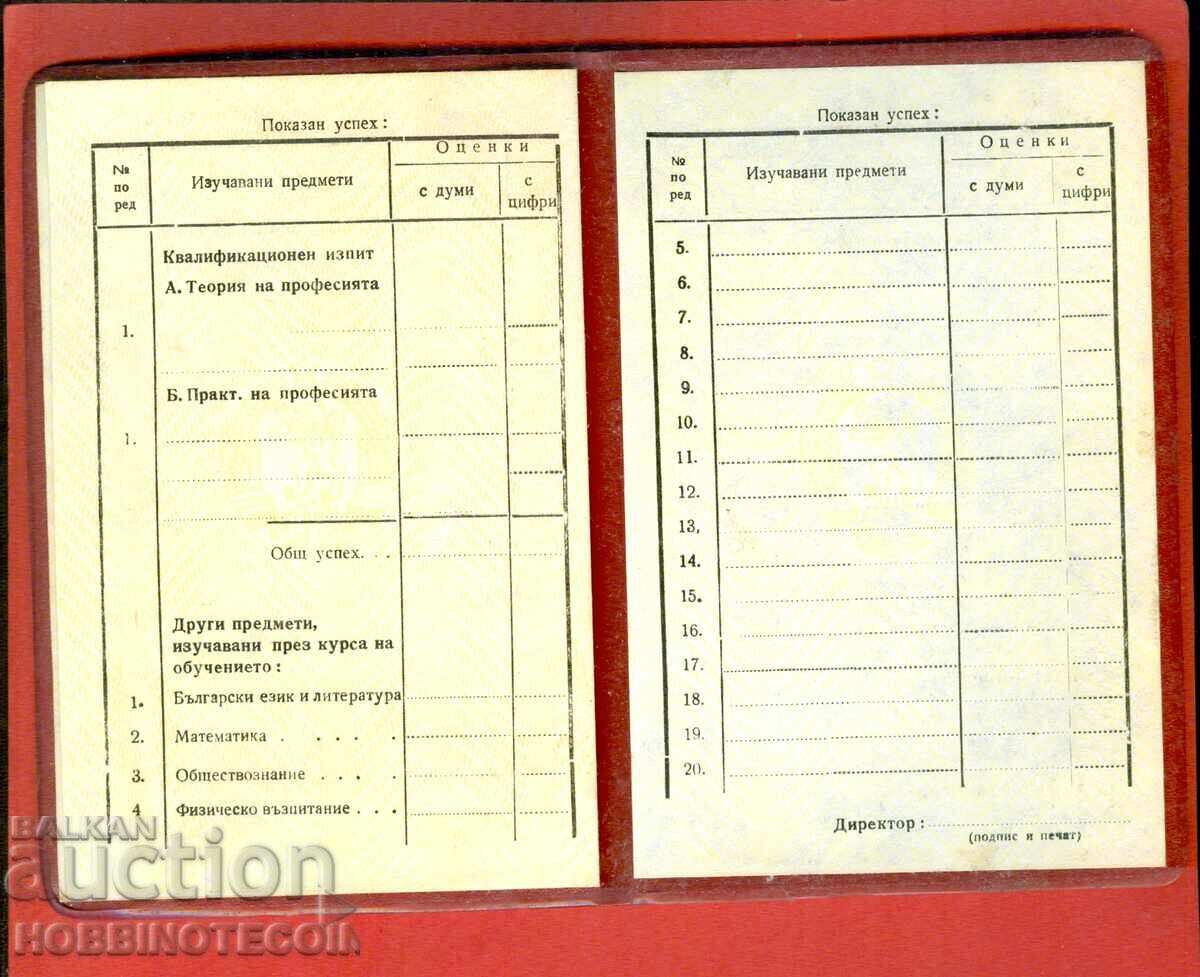 Показан успех:
№ по ред
Изучавани предмети
Оценки
с думи
с цифри
Квалификационен изпит
А. Теория на професията
1.
Б. Практ. на професията
1.
Общ успех. . .
Други предмети,
изучавани през курса на
обучението:
1. Български език и литература
2. Математика . . . . .
3. Обществознание . . . .
4 Физическо възпитание . . .
Показан успех:
№ по ред
Изучавани предмети
Оценки
с думи
с цифри
5.
6.
7.
8.
9.
10.
11.
12.
13,
14.
15.
16.
17.
18.
19.
20.
Директор:
(подпис и печат)
BALKAN
auction
HOBBINOTECOIN